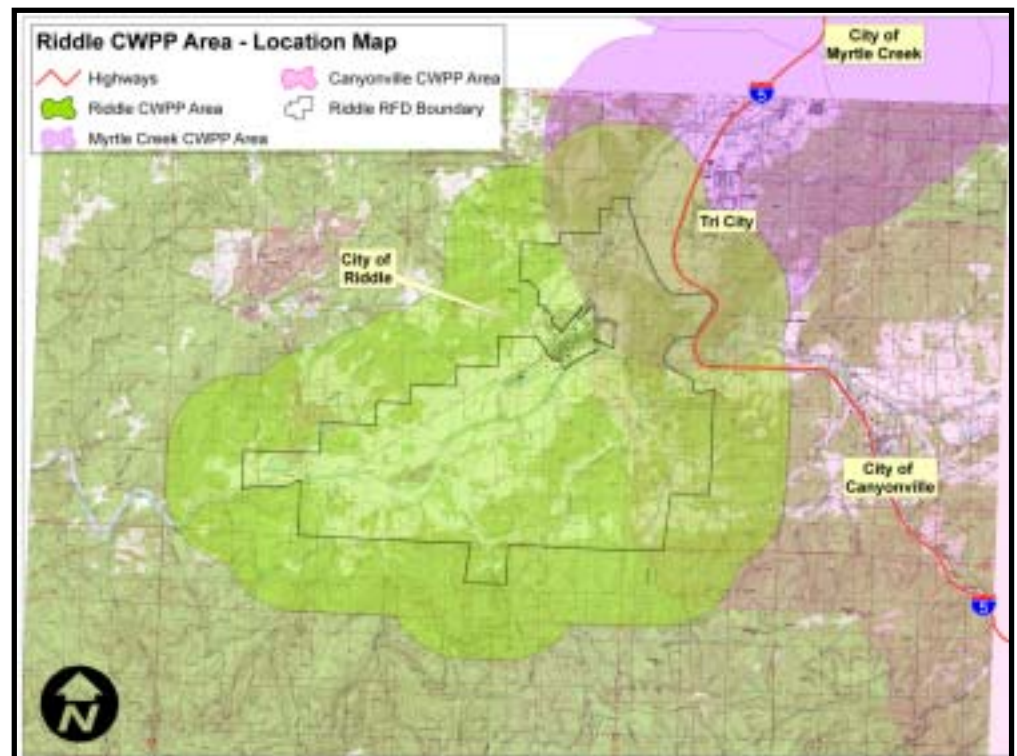 Riddle CWPP Area - Location Map
Highways
Riddle CWPP Area
Myrtle Creek CWPP Area
Canyonville CWPP Area
Riddle RFD Boundary
City of
Myrtle Creek
5
Tri City
City of
Riddle
City of
Canyonville
5
N